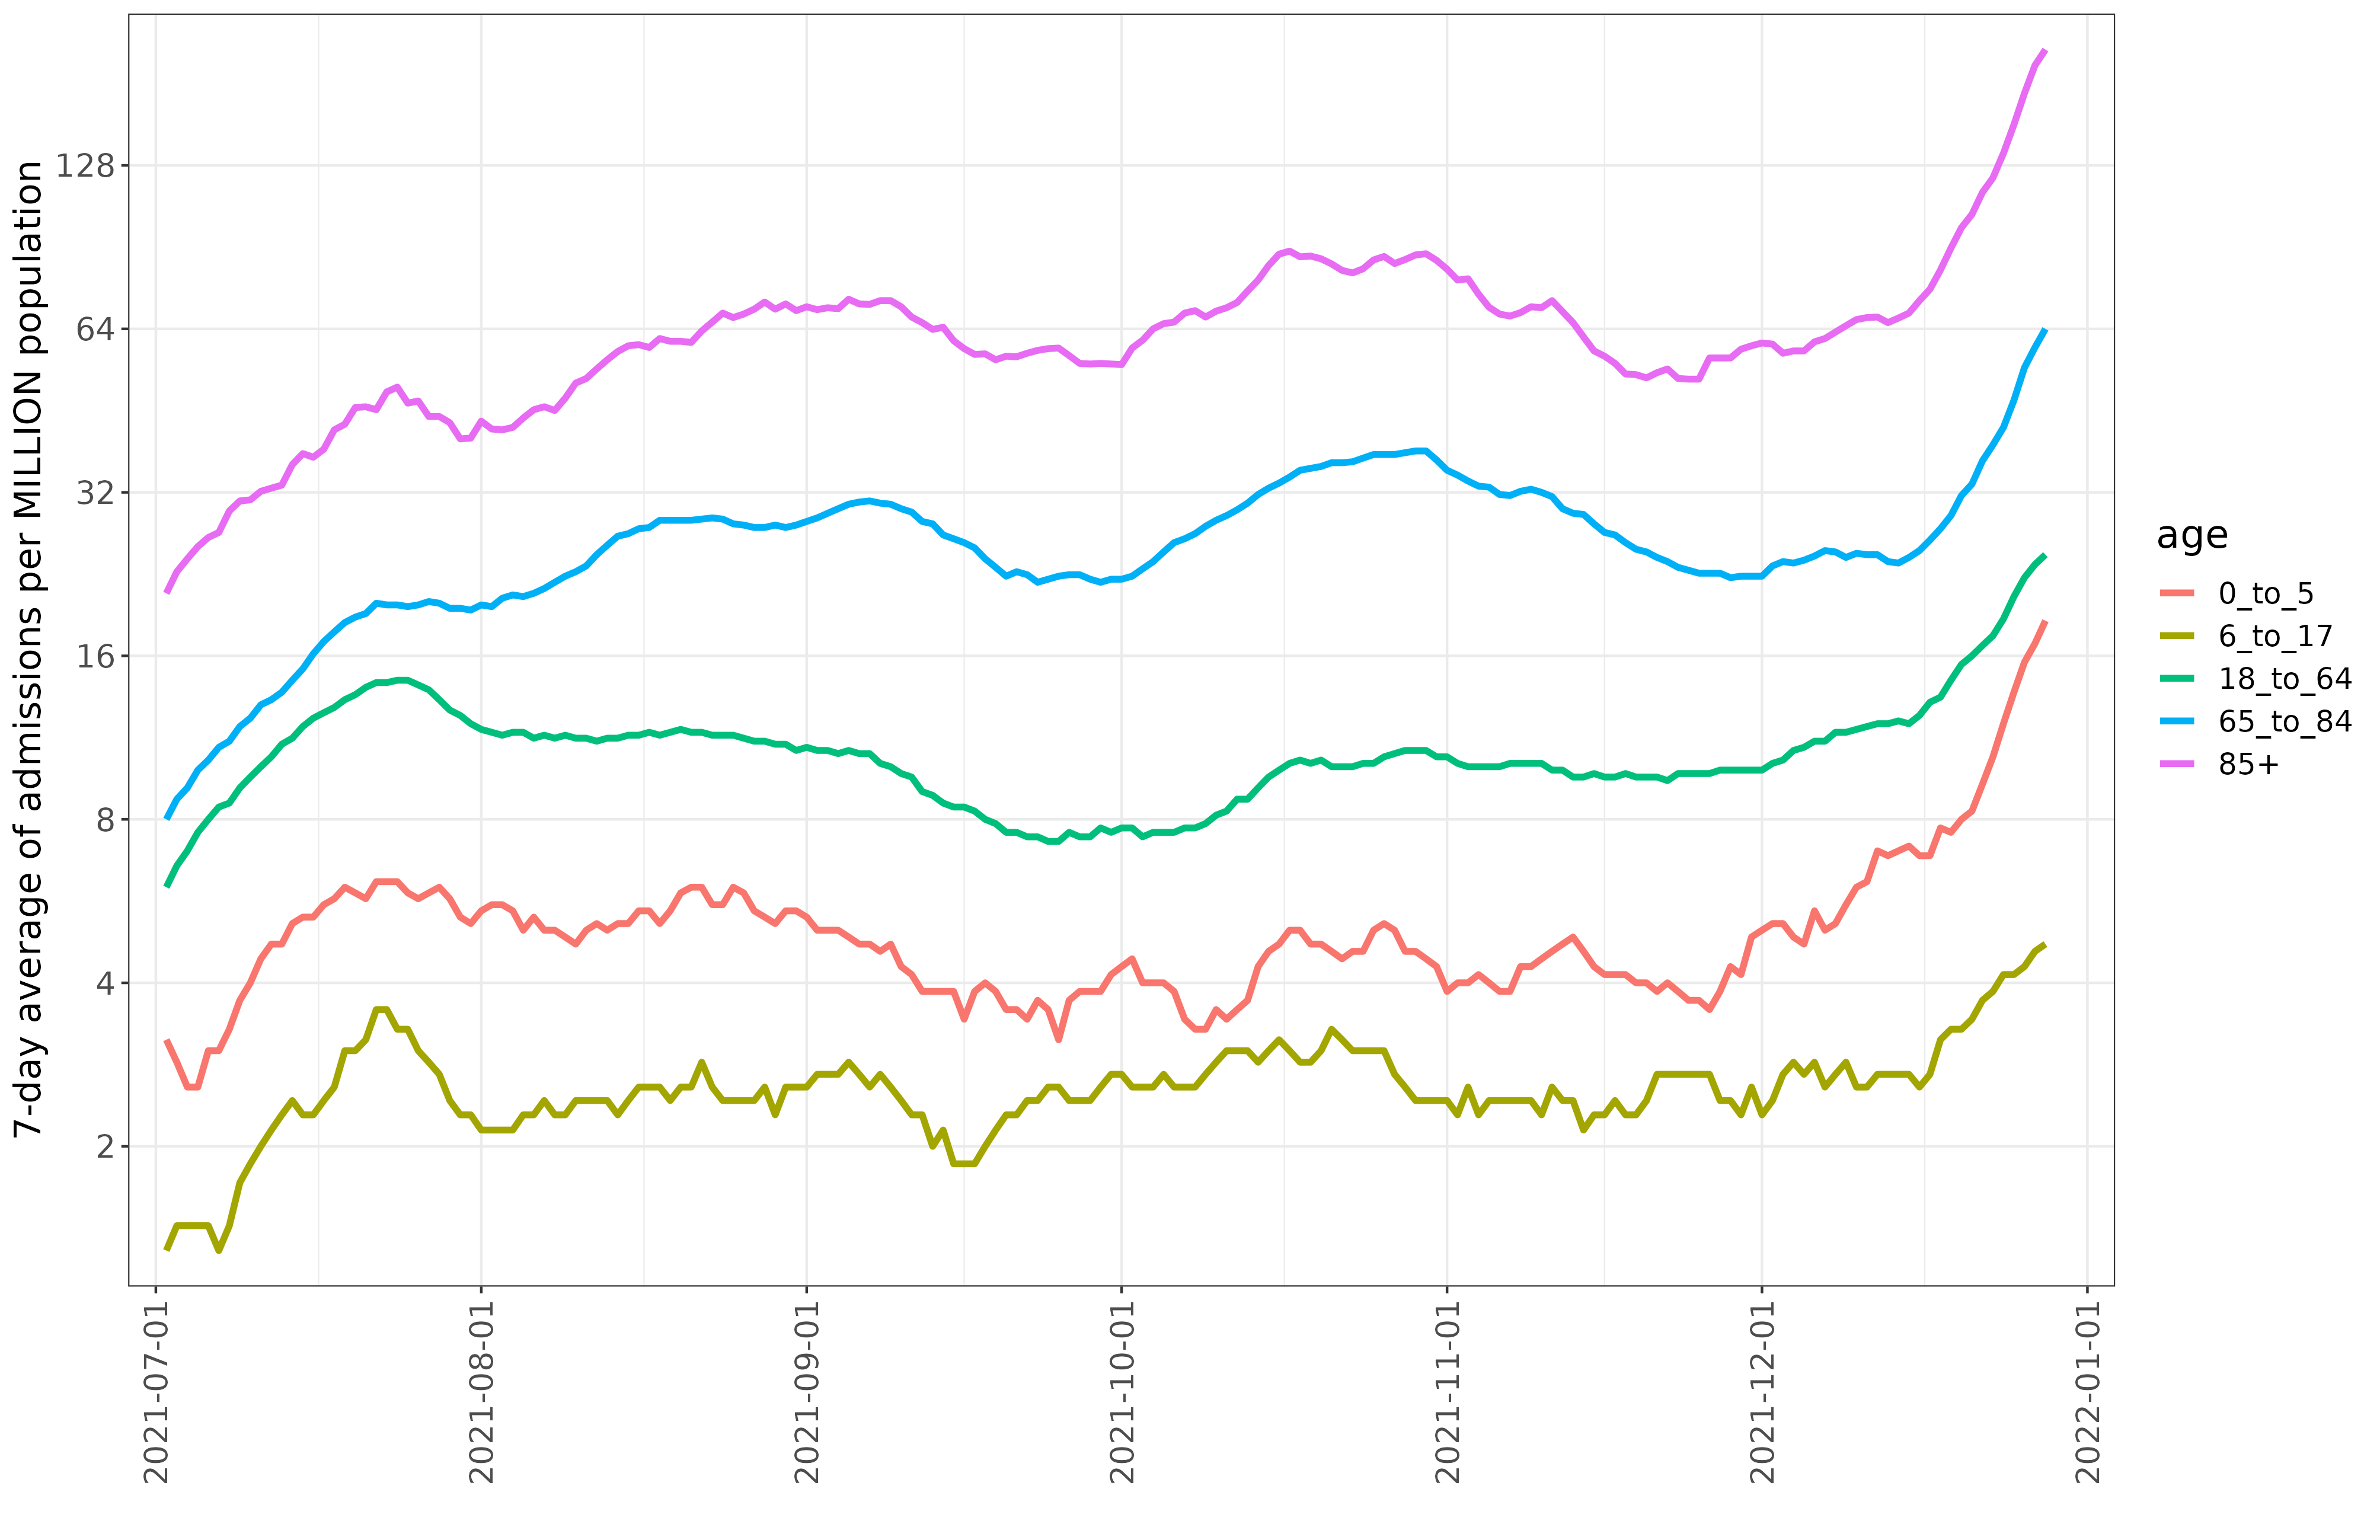 7-day average of admissions per MILLION population
128
64
32
16
8
4
2
2021-07-01
2021-08-01
2021-09-01
2021-10-01
2021-11-01
2021-12-01
2022-01-01
age
0_to_5
6_to_17
18_to_64
65_to_84
85+